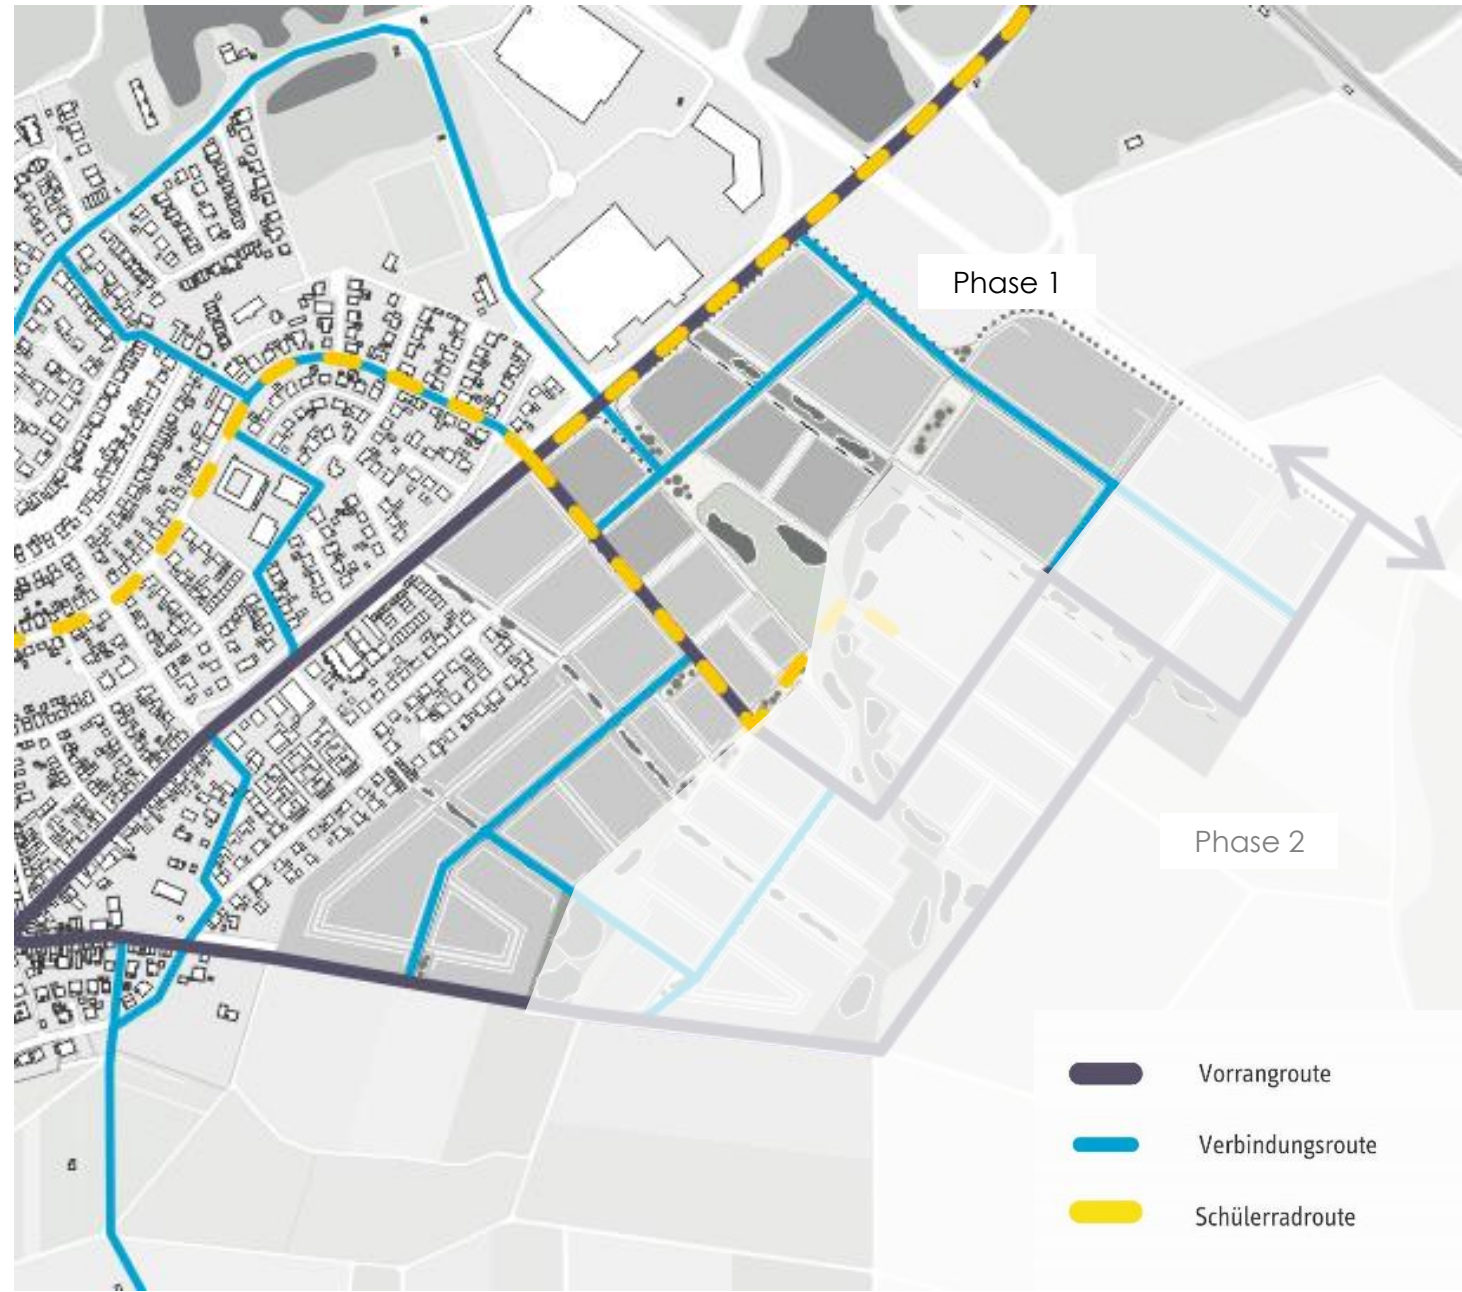 Phase 1
Phase 2
Vorrangroute
Verbindungsroute
Schülerradroute